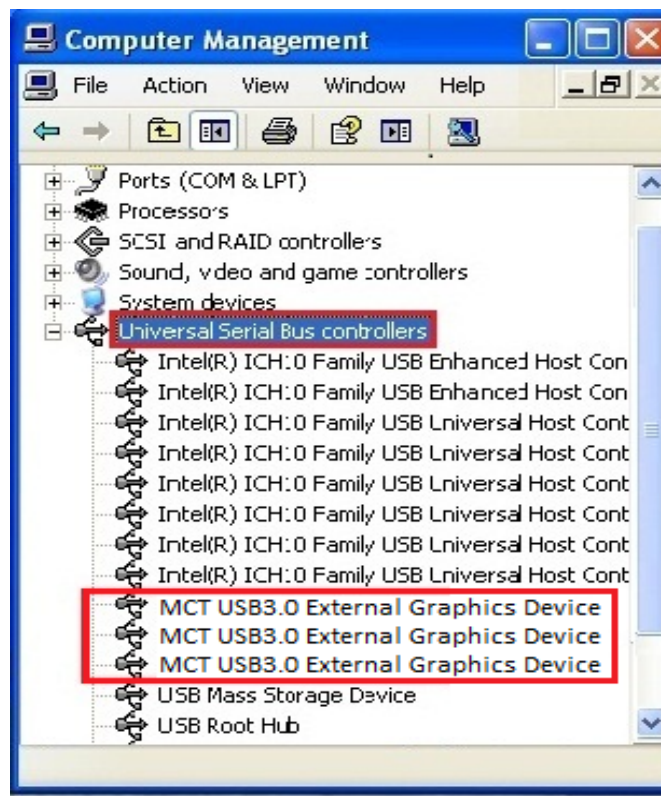 Computer Management
File Action View Window Help
Ports (COM & LPT)
Processors
SCSI and RAID controllers
Sound, video and game controllers
System devices
Universal Serial Bus controllers
Intel(R) ICH10 Family USB Enhanced Host Con
Intel(R) ICH10 Family USB Enhanced Host Con
Intel(R) ICH10 Family USB Universal Host Cont
Intel(R) ICH10 Family USB Universal Host Cont
Intel(R) ICH10 Family USB Universal Host Cont
Intel(R) ICH10 Family USB Universal Host Cont
Intel(R) ICH10 Family USB Universal Host Cont
Intel(R) ICH10 Family USB Universal Host Cont
MCT USB3.0 External Graphics Device
MCT USB3.0 External Graphics Device
MCT USB3.0 External Graphics Device
USB Mass Storage Device
USB Root Hub